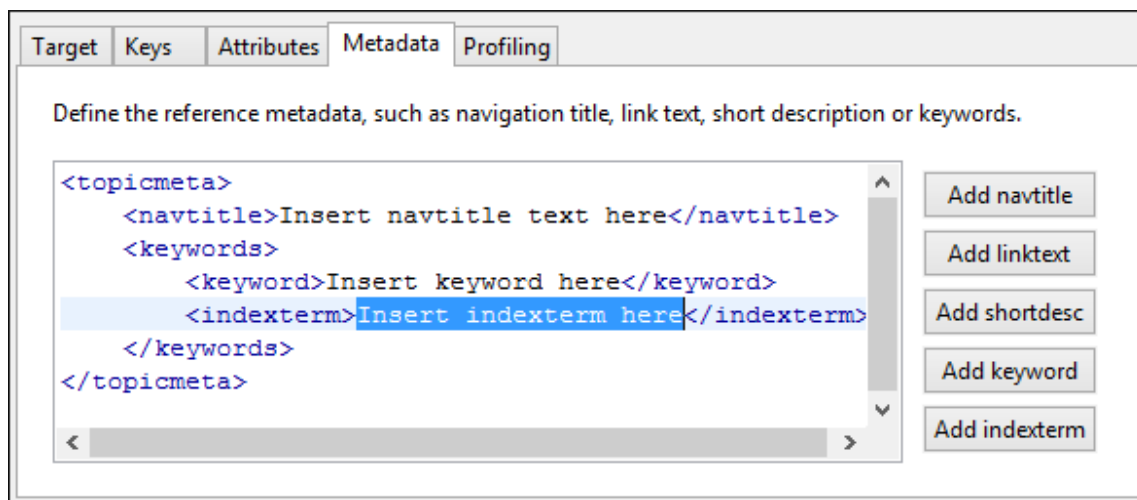 Target Keys Attributes Metadata Profiling
Define the reference metadata, such as navigation title, link text, short description or keywords.
<topicmeta>
<navtitle>Insert navtitle text here</navtitle>
<keywords>
<keyword>Insert keyword here</keyword>
<indexterm>Insert indexterm here</indexterm>
</keywords>
</topicmeta>
Add navtitle
Add linktext
Add shortdesc
Add keyword
Add indexterm